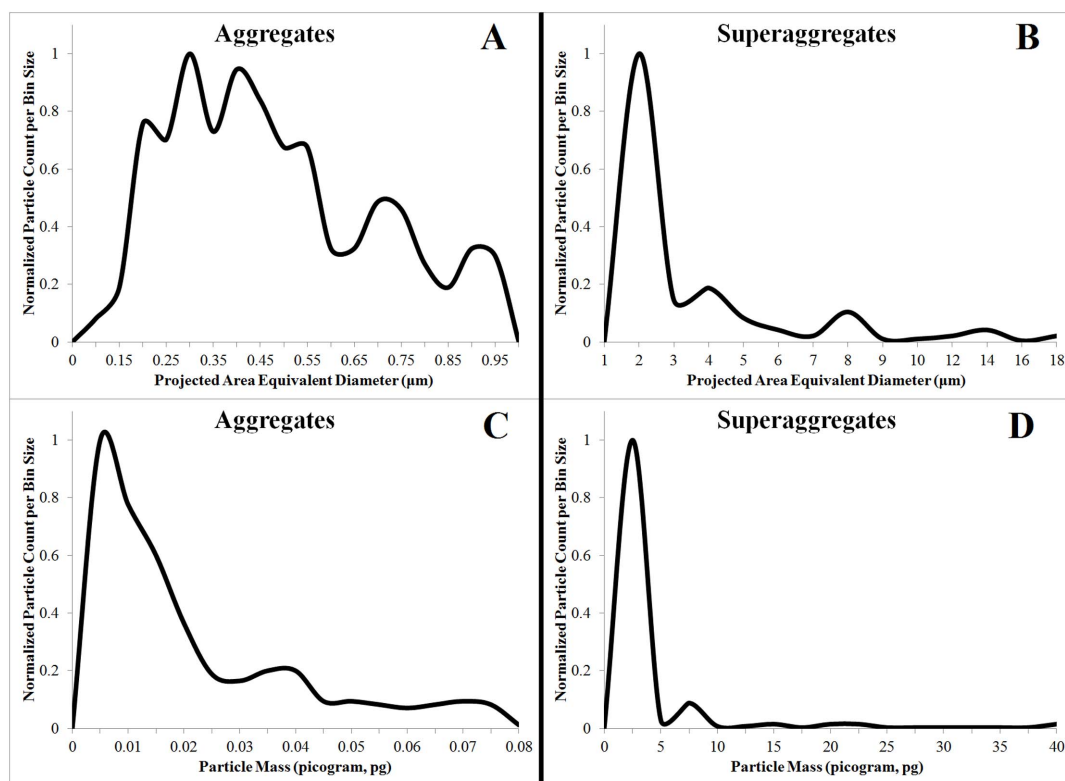 Aggregates
A
Normalized Particle Count per Bin Size
1
0.8
0.6
0.4
0.2
0
0 0.15 0.25 0.35 0.45 0.55 0.65 0.75 0.85 0.95
Projected Area Equivalent Diameter (µm)
Superaggregates
B
Normalized Particle Count per Bin Size
1
0.8
0.6
0.4
0.2
0
1 2 3 4 5 6 7 8 9 10 12 14 16 18
Projected Area Equivalent Diameter (µm)
Aggregates
C
Normalized Particle Count per Bin Size
1
0.8
0.6
0.4
0.2
0
0 0.01 0.02 0.03 0.04 0.05 0.06 0.07 0.08
Particle Mass (picogram, pg)
Superaggregates
D
Normalized Particle Count per Bin Size
1
0.8
0.6
0.4
0.2
0
0 5 10 15 20 25 30 35 40
Particle Mass (picogram, pg)